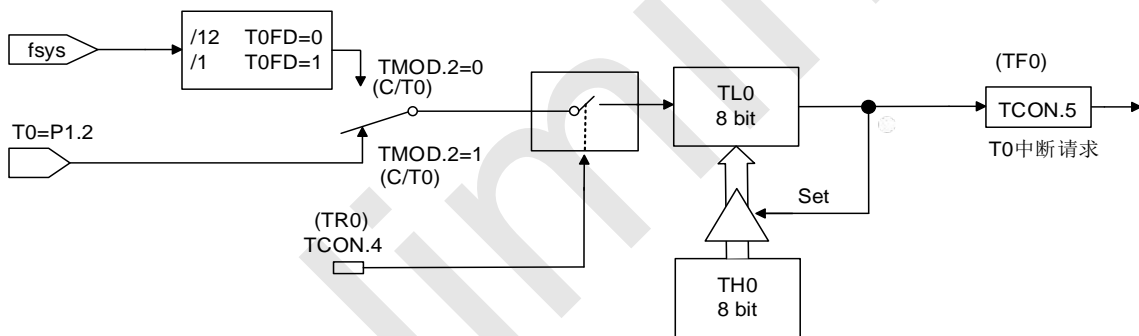 fsys
/12 T0FD=0
/1 T0FD=1
TMOD.2=0
(C/T0)
T0=P1.2
TMOD.2=1
(C/T0)
(TR0)
TCON.4
TL0
8 bit
(TF0)
TCON.5
T0中断请求
Set
TH0
8 bit